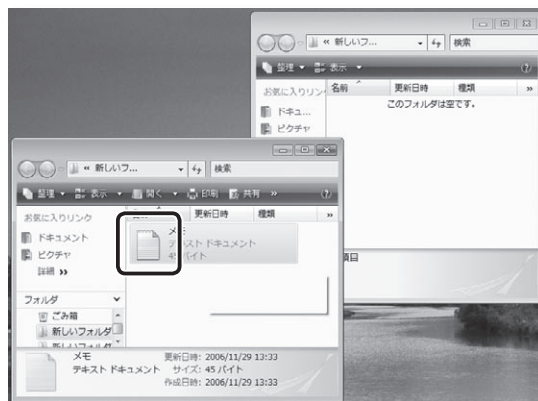 « 新しいフ...
検索
整理 表示
お気に入りリン
名前 更新日時 種類 »
このフォルダは空です。
ドキュ...
ピクチャ
項目
« 新しいフ...
検索
整理 表示 開く 印刷 共有 »
お気に入りリンク
更新日時 種類 »
ドキュメント
ピクチャ
詳細 »
メモ
テキスト ドキュメント
45 バイト
フォルダ
ごみ箱
新しいフォルダ
新しいフォルダ
メモ 更新日時: 2006/11/29 13:33
テキスト ドキュメント サイズ: 45 バイト
作成日時: 2006/11/29 13:33